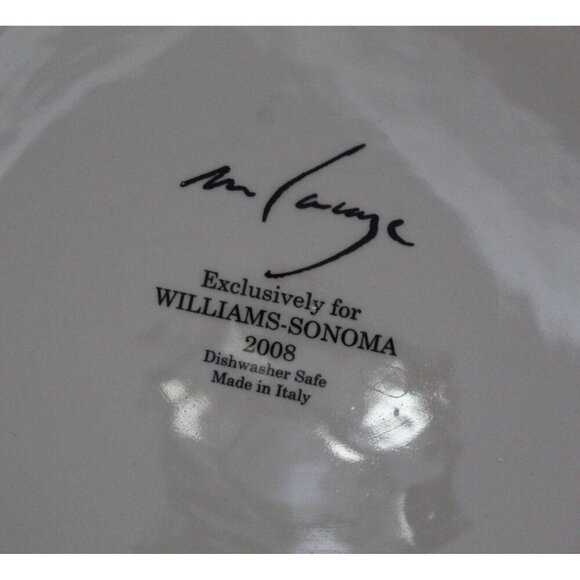 Exclusively for
WILLIAMS-SONOMA
2008
Dishwasher Safe
Made in Italy